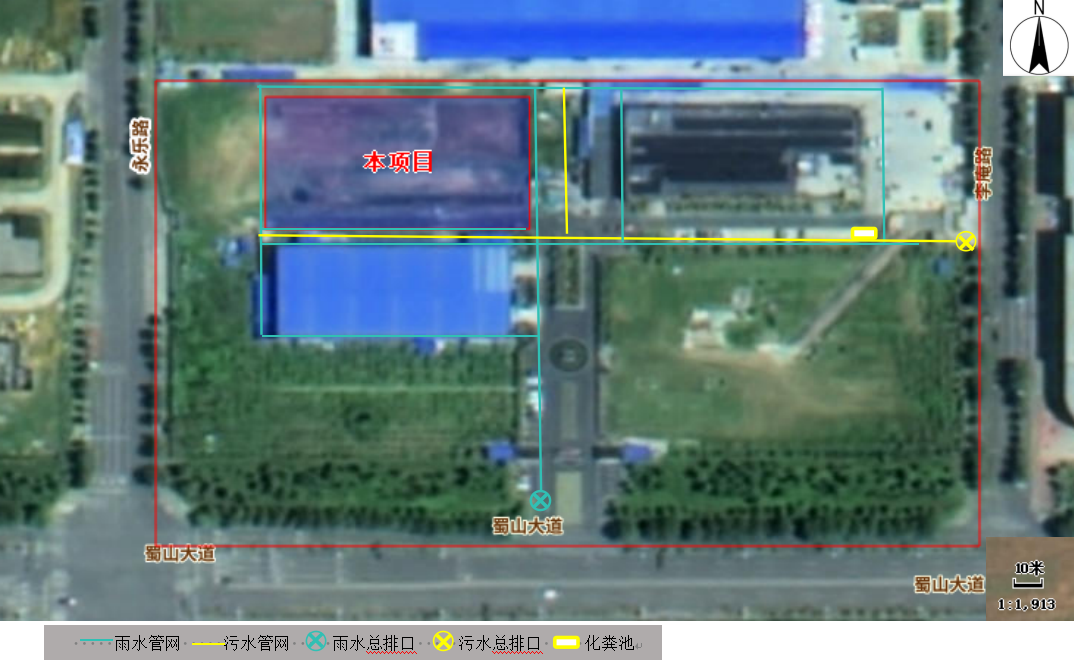 N
永乐路
本项目
李庵路
蜀山大道
蜀山大道
蜀山大道
10米
1:1,913
雨水管网 污水管网 雨水总排口 污水总排口 化粪池